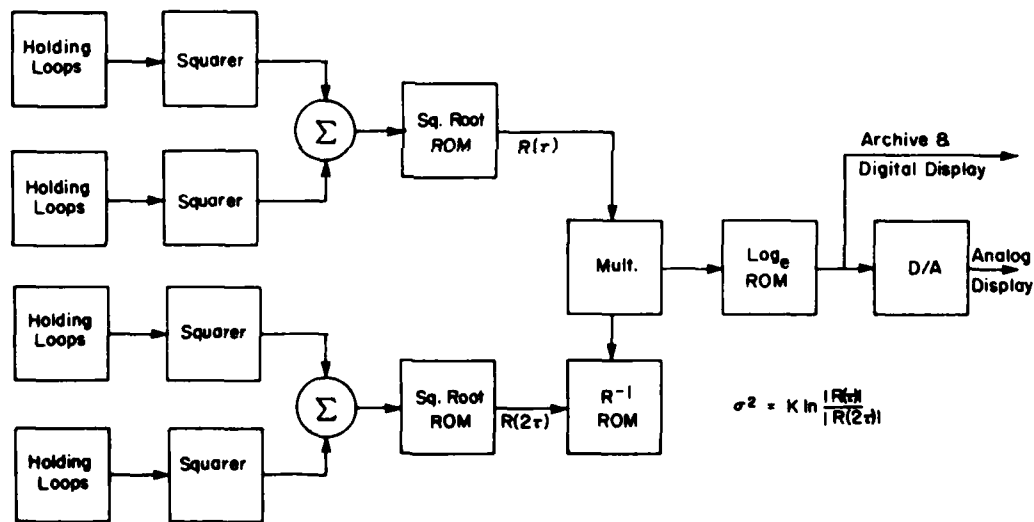 Holding
Loops
Squarer
Holding
Loops
Squarer
Σ
Sq. Root
ROM
R(τ)
Holding
Loops
Squarer
Holding
Loops
Squarer
Σ
Sq. Root
ROM
R(2τ)
Mult.
R⁻¹
ROM
Logₑ
ROM
Archive &
Digital Display
D/A
Analog
Display
σ² = K ln |R(τ)| / |R(2τ)|